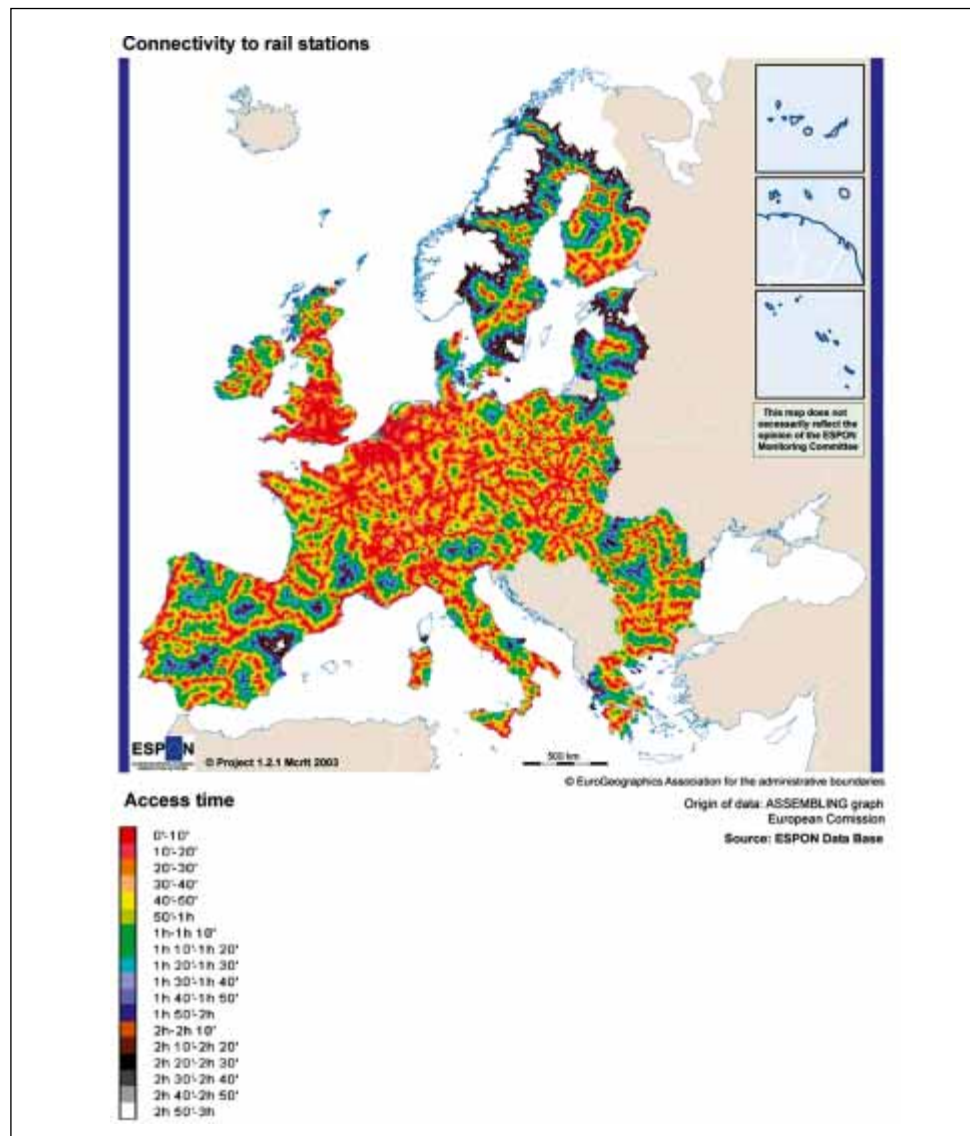 Connectivity to rail stations
This map does not
necessarily reflect the
opinion of the ESPON
Monitoring Committee
ESPON
© Project 1.2.1 Mcrit 2003
500 km
© EuroGeographics Association for the administrative boundaries
Origin of data: ASSEMBLING graph
European Comission
Source: ESPON Data Base
Access time
0'-10'
10'-20'
20'-30'
30'-40'
40'-50'
50'-1h
1h-1h 10'
1h 10'-1h 20'
1h 20'-1h 30'
1h 30'-1h 40'
1h 40'-1h 50'
1h 50'-2h
2h-2h 10'
2h 10'-2h 20'
2h 20'-2h 30'
2h 30'-2h 40'
2h 40'-2h 50'
2h 50'-3h